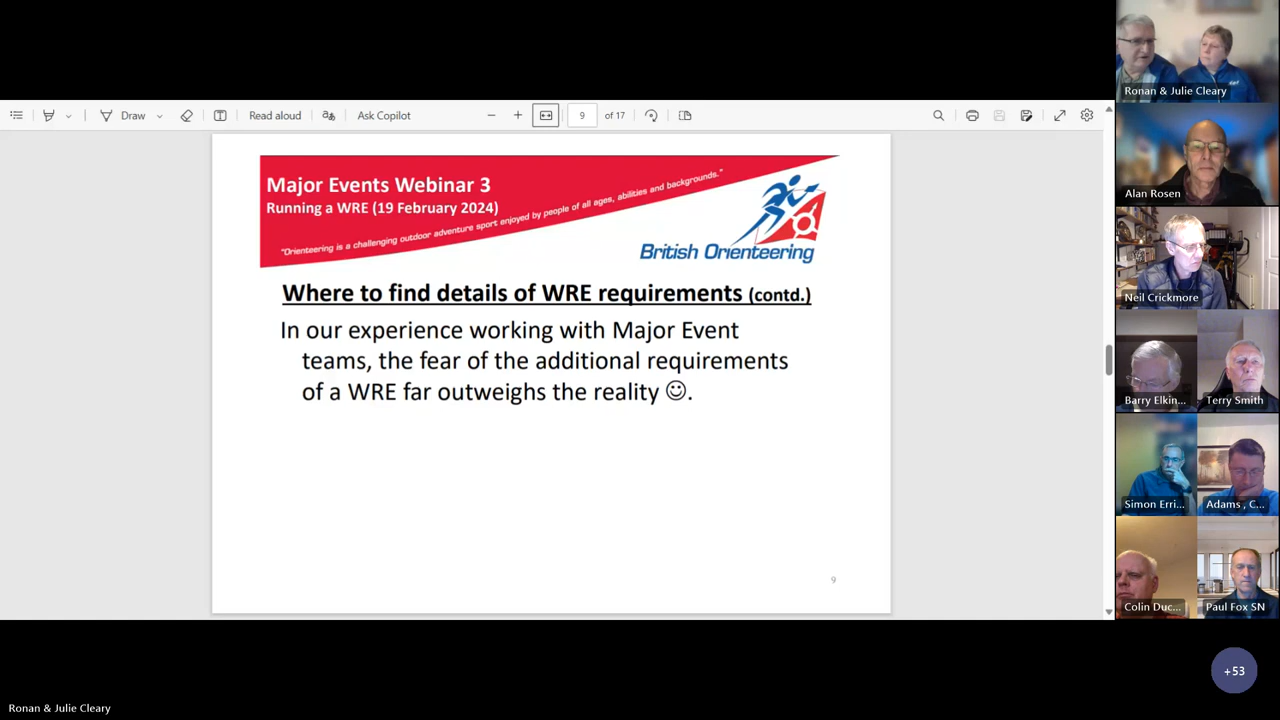 Ronan & Julie Cleary
Draw
Read aloud
aあ
Ask Copilot
9
of 17
Major Events Webinar 3
Running a WRE (19 February 2024)
"Orienteering is a challenging outdoor adventure sport enjoyed by people of all ages, abilities and backgrounds."
British Orienteering
Where to find details of WRE requirements (contd.)
In our experience working with Major Event
teams, the fear of the additional requirements
of a WRE far outweighs the reality ☺.
9
Alan Rosen
Neil Crickmore
Barry Elkin...
Terry Smith
Simon Erri...
Adams , C...
Colin Duc...
Paul Fox SN
+53
Ronan & Julie Cleary